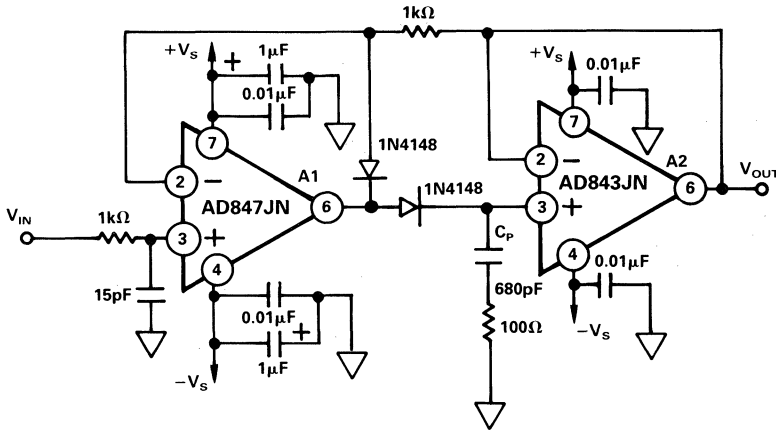 1kΩ
+VS
+
1μF
0.01μF
+VS
0.01μF
7
7
1N4148
2
−
A1
1N4148
2
−
A2
VOUT
AD847JN
6
AD843JN
6
VIN
1kΩ
3
+
3
+
CP
4
4
0.01μF
15pF
680pF
0.01μF
+
100Ω
−VS
1μF
−VS